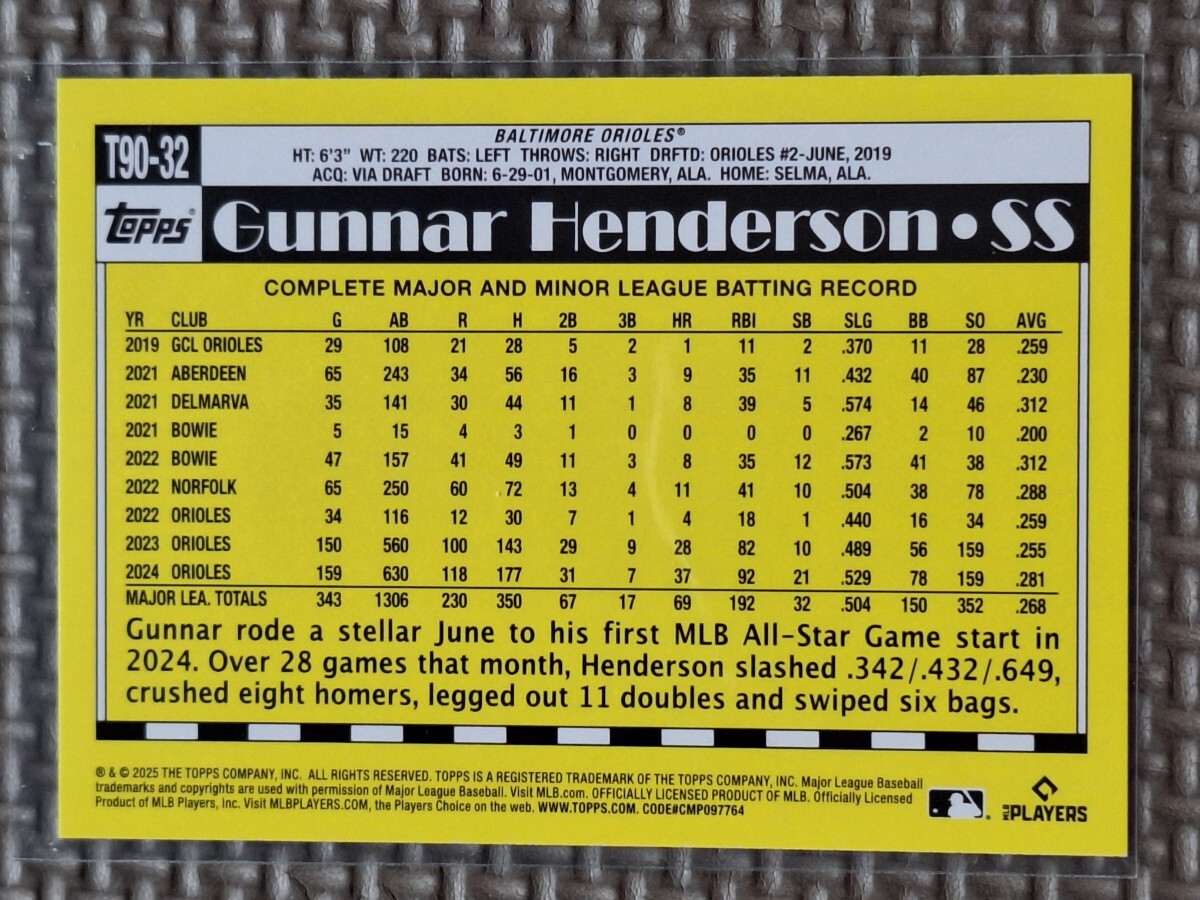 T90-32
BALTIMORE ORIOLES®
HT: 6'3" WT: 220 BATS: LEFT THROWS: RIGHT DRFTD: ORIOLES #2-JUNE, 2019
ACQ: VIA DRAFT BORN: 6-29-01, MONTGOMERY, ALA. HOME: SELMA, ALA.
Topps® Gunnar Henderson • SS
COMPLETE MAJOR AND MINOR LEAGUE BATTING RECORD
YR CLUB G AB R H 2B 3B HR RBI SB SLG BB SO AVG
2019 GCL ORIOLES 29 108 21 28 5 2 1 11 2 .370 11 28 .259
2021 ABERDEEN 65 243 34 56 16 3 9 35 11 .432 40 87 .230
2021 DELMARVA 35 141 30 44 11 1 8 39 5 .574 14 46 .312
2021 BOWIE 5 15 4 3 1 0 0 0 0 .267 2 10 .200
2022 BOWIE 47 157 41 49 11 3 8 35 12 .573 41 38 .312
2022 NORFOLK 65 250 60 72 13 4 11 41 10 .504 38 78 .288
2022 ORIOLES 34 116 12 30 7 1 4 18 1 .440 16 34 .259
2023 ORIOLES 150 560 100 143 29 9 28 82 10 .489 56 159 .255
2024 ORIOLES 159 630 118 177 31 7 37 92 21 .529 78 159 .281
MAJOR LEA. TOTALS 343 1306 230 350 67 17 69 192 32 .504 150 352 .268
Gunnar rode a stellar June to his first MLB All-Star Game start in
2024. Over 28 games that month, Henderson slashed .342/.432/.649,
crushed eight homers, legged out 11 doubles and swiped six bags.
® & © 2025 THE TOPPS COMPANY, INC. ALL RIGHTS RESERVED. TOPPS IS A REGISTERED TRADEMARK OF THE TOPPS COMPANY, INC. Major League Baseball
trademarks and copyrights are used with permission of Major League Baseball. Visit MLB.com. OFFICIALLY LICENSED PRODUCT OF MLB. Officially Licensed
Product of MLB Players, Inc. Visit MLBPLAYERS.COM, the Players Choice on the web. WWW.TOPPS.COM. CODE#CMP097764
MLB PLAYERS